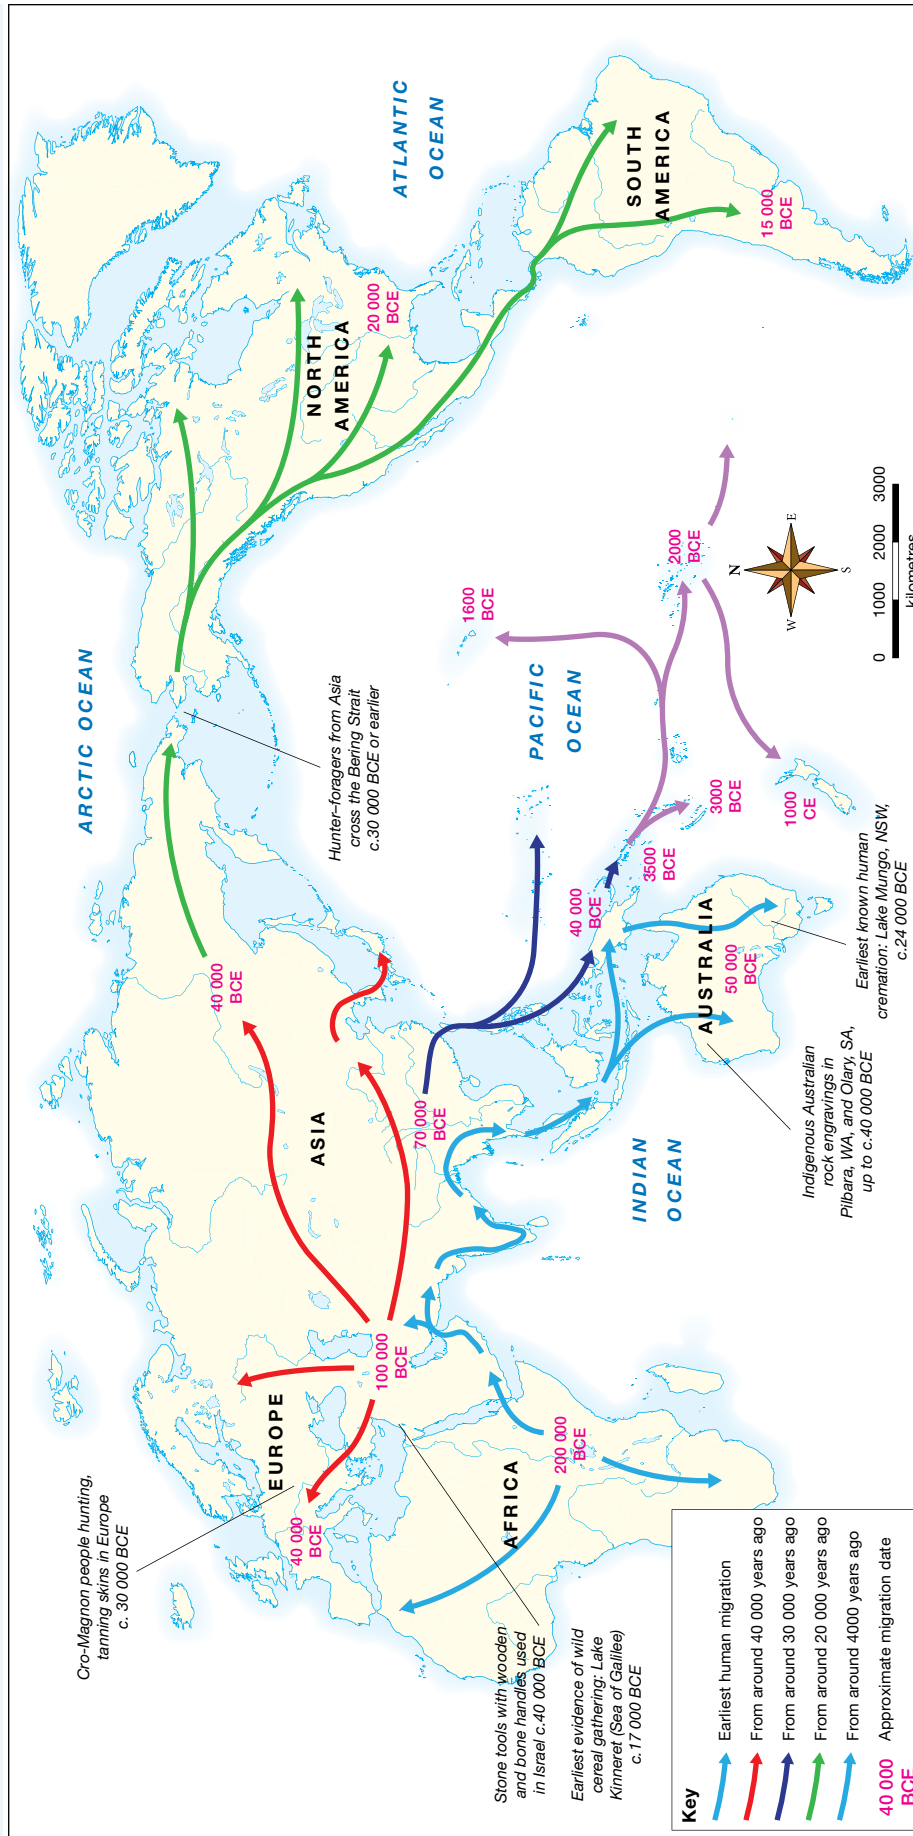 ARCTIC OCEAN
ATLANTIC
OCEAN
PACIFIC
OCEAN
INDIAN
OCEAN
EUROPE
ASIA
AFRICA
AUSTRALIA
NORTH
AMERICA
SOUTH
AMERICA
Cro-Magnon people hunting,
tanning skins in Europe
c. 30 000 BCE
Hunter–foragers from Asia
cross the Bering Strait
c.30 000 BCE or earlier
Stone tools with wooden
and bone handles used
in Israel c.40 000 BCE
Earliest evidence of wild
cereal gathering: Lake
Kinneret (Sea of Galilee)
c.17 000 BCE
Indigenous Australian
rock engravings in
Pilbara, WA, and Olary, SA,
up to c.40 000 BCE
Earliest known human
cremation: Lake Mungo, NSW,
c.24 000 BCE
40 000
BCE
100 000
BCE
200 000
BCE
40 000
BCE
70 000
BCE
40 000
BCE
50 000
BCE
3500
BCE
3000
BCE
1000
CE
1600
BCE
2000
BCE
20 000
BCE
15 000
BCE
N
E
S
W
0
1000
2000
3000
kilometres
Key
Earliest human migration
From around 40 000 years ago
From around 30 000 years ago
From around 20 000 years ago
From around 4000 years ago
40 000
BCE
Approximate migration date